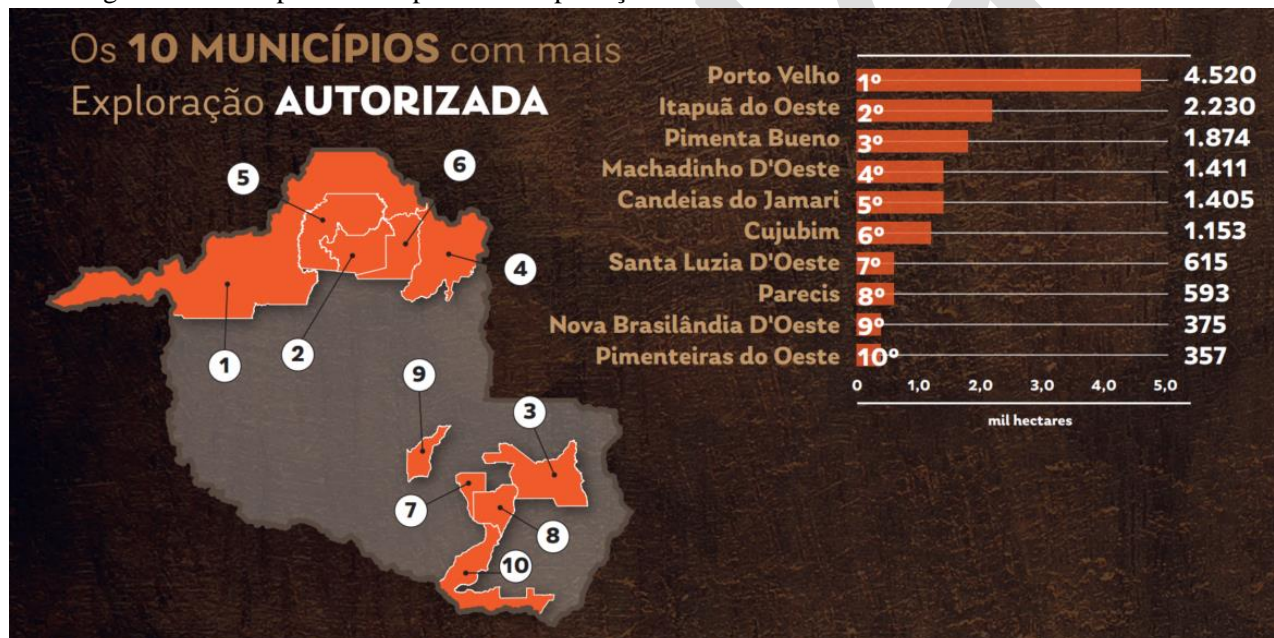 Os 10 MUNICÍPIOS com mais
Exploração AUTORIZADA
Porto Velho 1º 4.520
Itapuã do Oeste 2º 2.230
Pimenta Bueno 3º 1.874
Machadinho D'Oeste 4º 1.411
Candeias do Jamari 5º 1.405
Cujubim 6º 1.153
Santa Luzia D'Oeste 7º 615
Parecis 8º 593
Nova Brasilândia D'Oeste 9º 375
Pimenteiras do Oeste 10º 357
0 1,0 2,0 3,0 4,0 5,0
mil hectares
6
5
4
2
1
9
3
7
8
10